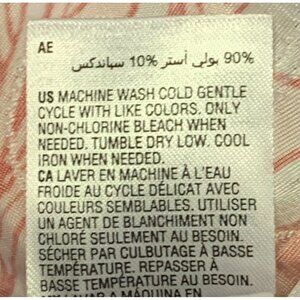 AE
90% بولي أستر 10% سباندكس
US MACHINE WASH COLD GENTLE
CYCLE WITH LIKE COLORS. ONLY
NON-CHLORINE BLEACH WHEN
NEEDED. TUMBLE DRY LOW. COOL
IRON WHEN NEEDED.
CA LAVER EN MACHINE À L'EAU
FROIDE AU CYCLE DÉLICAT AVEC
COULEURS SEMBLABLES. UTILISER
UN AGENT DE BLANCHIMENT NON
CHLORÉ SEULEMENT AU BESOIN.
SÉCHER PAR CULBUTAGE À BASSE
TEMPÉRATURE. REPASSER À
BASSE TEMPÉRATURE AU BESOIN.
LAVAR A MÁQUINA EN